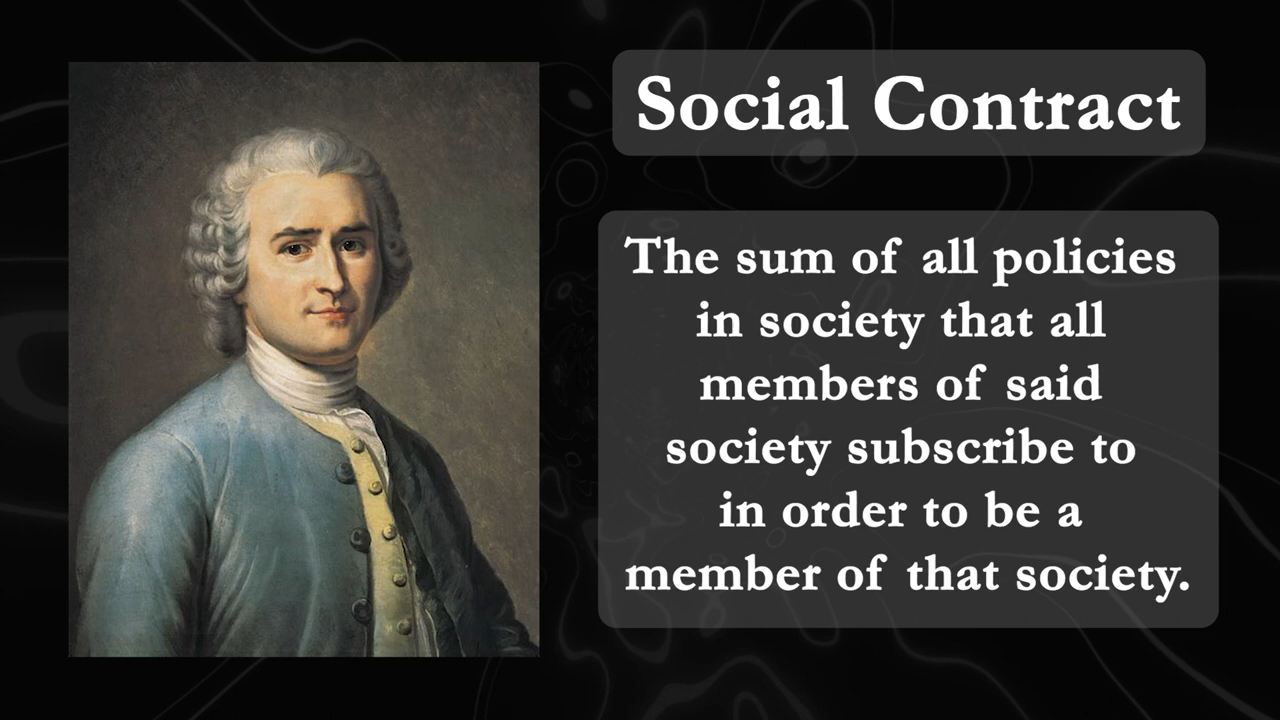 Social Contract
The sum of all policies
in society that all
members of said
society subscribe to
in order to be a
member of that society.